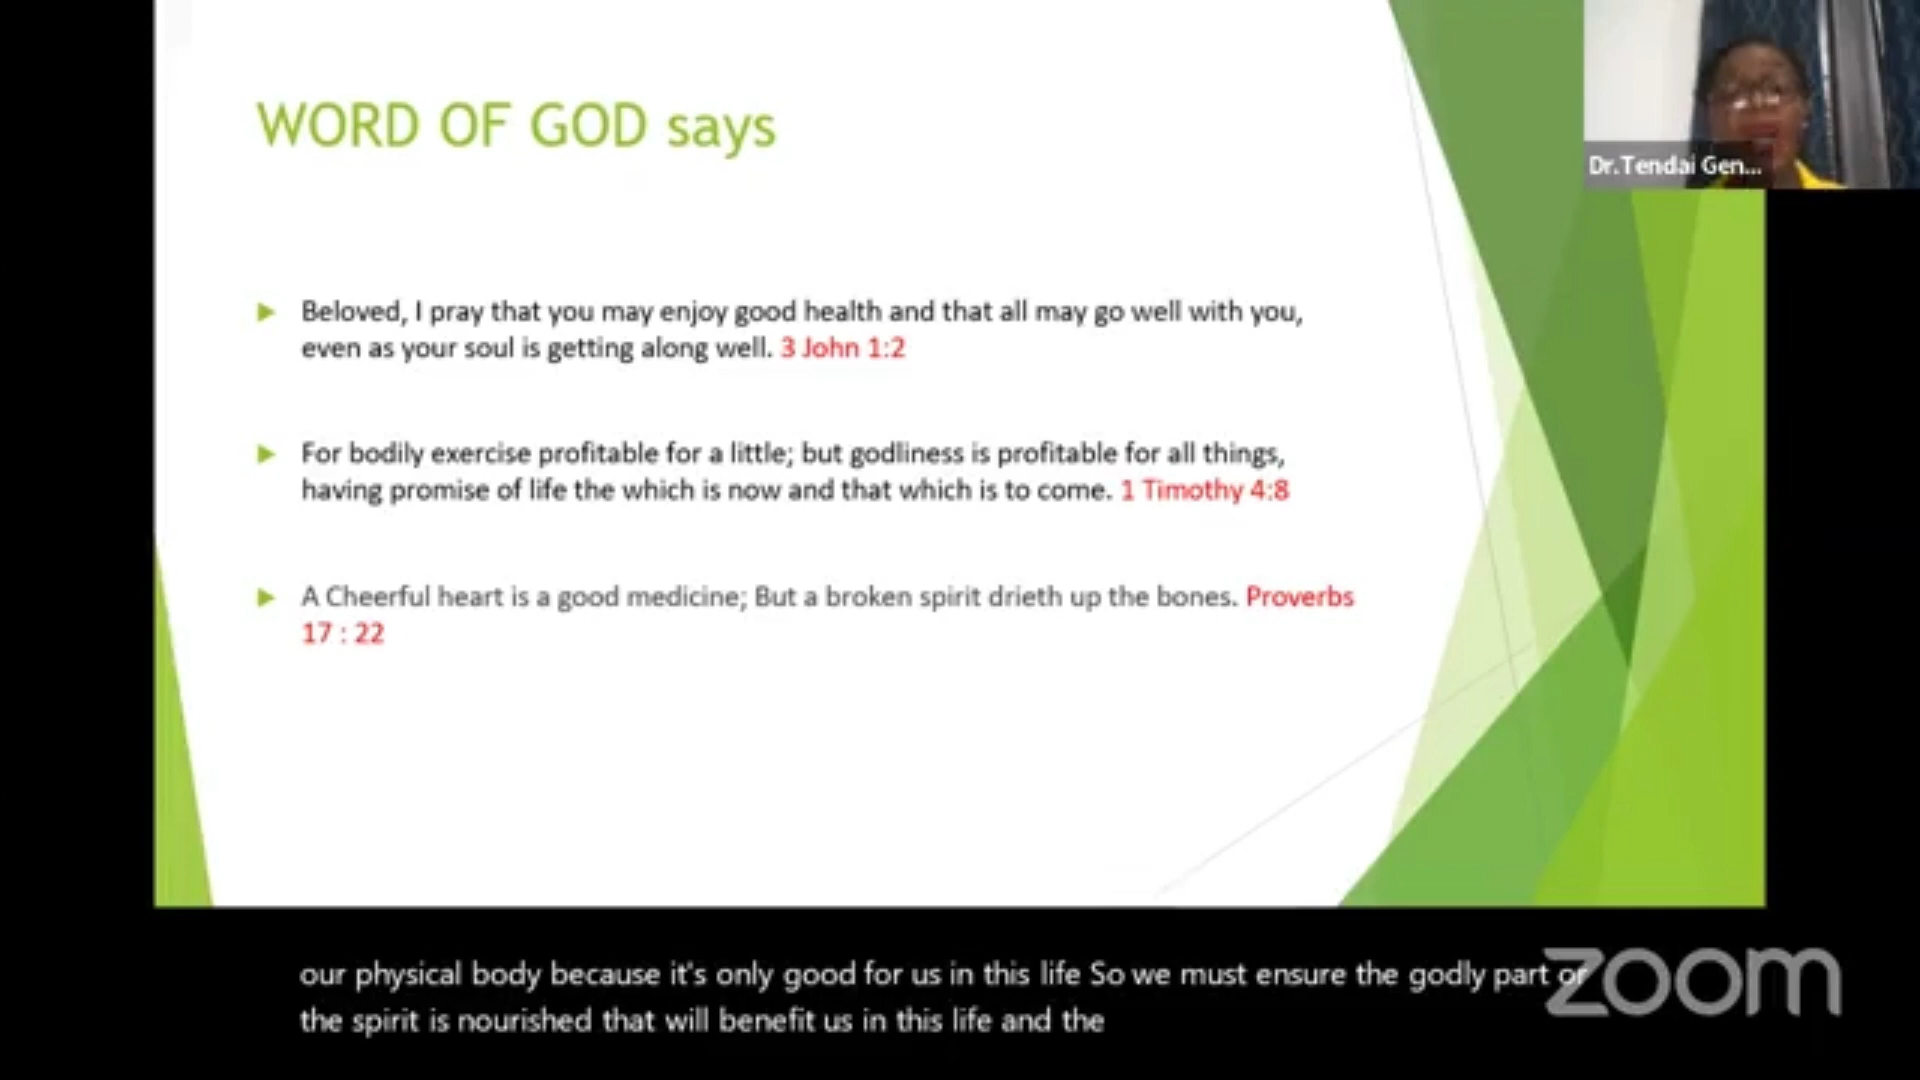 WORD OF GOD says
Dr.Tendai Gen...
Beloved, I pray that you may enjoy good health and that all may go well with you,
even as your soul is getting along well. 3 John 1:2
For bodily exercise profitable for a little; but godliness is profitable for all things,
having promise of life the which is now and that which is to come. 1 Timothy 4:8
A Cheerful heart is a good medicine; But a broken spirit drieth up the bones. Proverbs
17 : 22
our physical body because it's only good for us in this life So we must ensure the godly part or
the spirit is nourished that will benefit us in this life and the
zoom